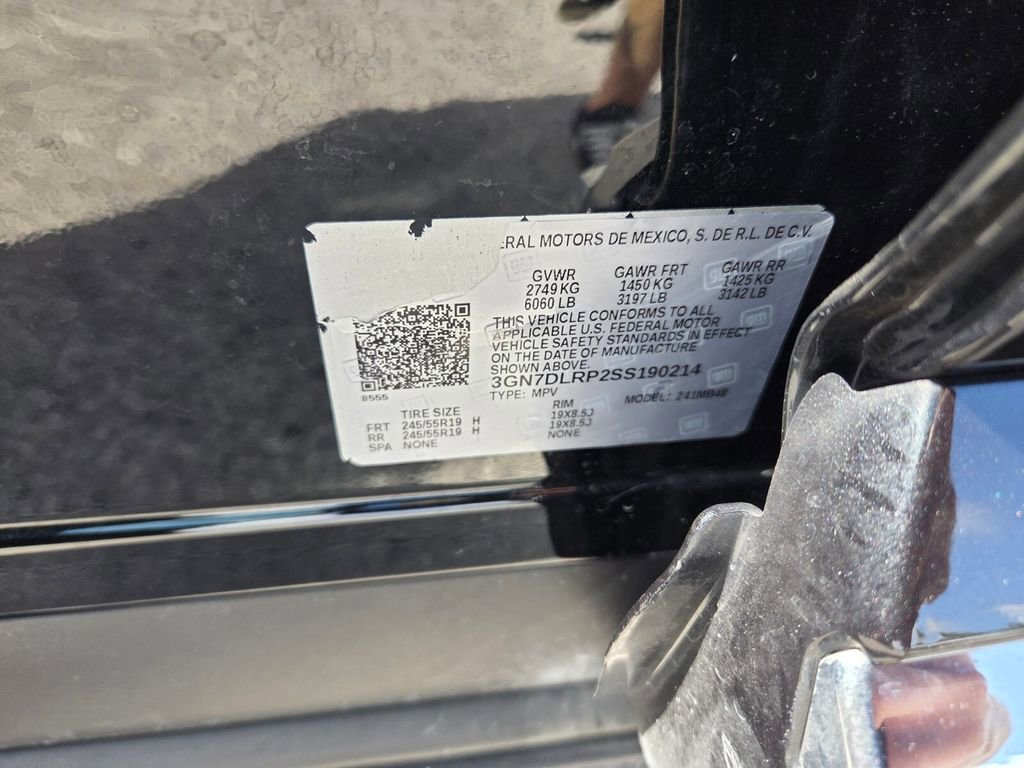 ERAL MOTORS DE MEXICO, S. DE R.L. DE C.V.
GVWR GAWR FRT GAWR RR
2749 KG 1450 KG 1425 KG
6060 LB 3197 LB 3142 LB
THIS VEHICLE CONFORMS TO ALL
APPLICABLE U.S. FEDERAL MOTOR
VEHICLE SAFETY STANDARDS IN EFFECT
ON THE DATE OF MANUFACTURE
SHOWN ABOVE.
3GN7DLRP2SS190214
TYPE: MPV MODEL: 241MB48
8555
TIRE SIZE RIM
FRT 245/55R19 H 19X8.5J
RR 245/55R19 H 19X8.5J
SPA NONE NONE